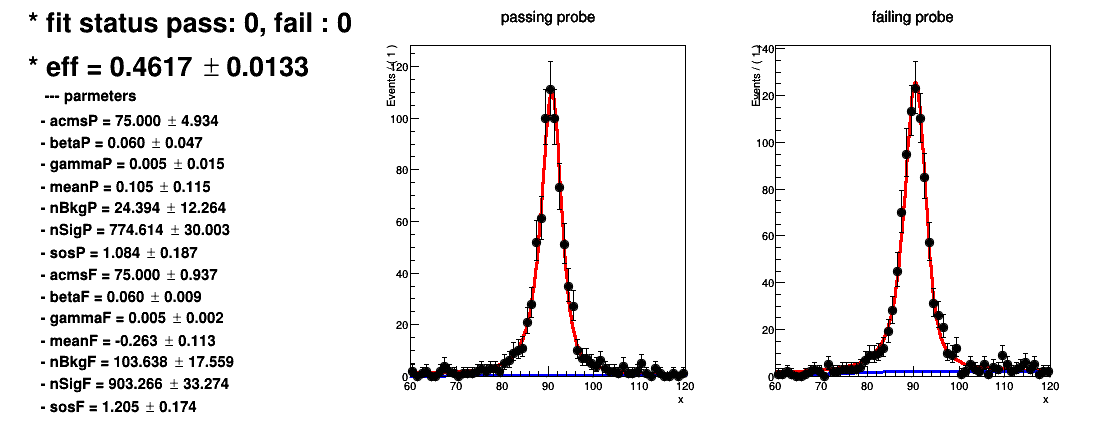 * fit status pass: 0, fail : 0
* eff = 0.4617 ± 0.0133
--- parmeters
- acmsP = 75.000 ± 4.934
- betaP = 0.060 ± 0.047
- gammaP = 0.005 ± 0.015
- meanP = 0.105 ± 0.115
- nBkgP = 24.394 ± 12.264
- nSigP = 774.614 ± 30.003
- sosP = 1.084 ± 0.187
- acmsF = 75.000 ± 0.937
- betaF = 0.060 ± 0.009
- gammaF = 0.005 ± 0.002
- meanF = -0.263 ± 0.113
- nBkgF = 103.638 ± 17.559
- nSigF = 903.266 ± 33.274
- sosF = 1.205 ± 0.174
passing probe
Events / ( 1 )
120
100
80
60
40
20
0
60 70 80 90 100 110 120
x
failing probe
Events / ( 1 )
140
120
100
80
60
40
20
0
60 70 80 90 100 110 120
x